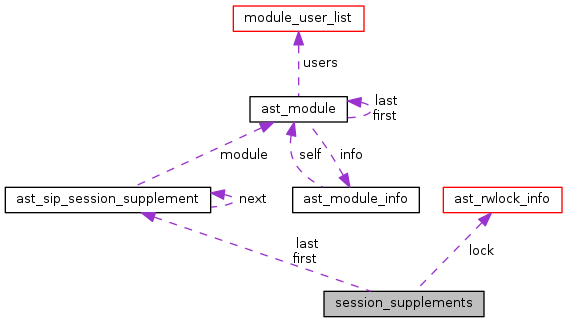 module_user_list
users
ast_module
last
first
module
self
info
ast_sip_session_supplement
next
ast_module_info
ast_rwlock_info
last
first
lock
session_supplements